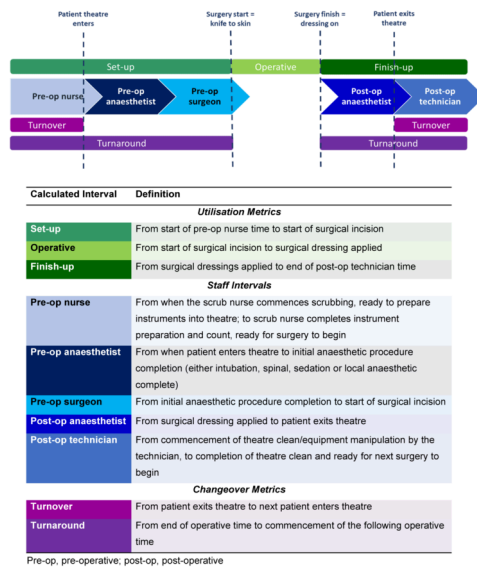 Patient theatre
enters
Surgery start =
knife to skin
Surgery finish =
dressing on
Patient exits
theatre
Set-up
Operative
Finish-up
Pre-op nurse
Pre-op
anaesthetist
Pre-op
surgeon
Post-op
anaesthetist
Post-op
technician
Turnover
Turnover
Turnaround
Turnaround
Calculated Interval Definition
Utilisation Metrics
Set-up From start of pre-op nurse time to start of surgical incision
Operative From start of surgical incision to surgical dressing applied
Finish-up From surgical dressings applied to end of post-op technician time
Staff Intervals
Pre-op nurse From when the scrub nurse commences scrubbing, ready to prepare
instruments into theatre; to scrub nurse completes instrument
preparation and count, ready for surgery to begin
Pre-op anaesthetist From when patient enters theatre to initial anaesthetic procedure
completion (either intubation, spinal, sedation or local anaesthetic
complete)
Pre-op surgeon From initial anaesthetic procedure completion to start of surgical incision
Post-op anaesthetist From surgical dressing applied to patient exits theatre
Post-op technician From commencement of theatre clean/equipment manipulation by the
technician, to completion of theatre clean and ready for next surgery to
begin
Changeover Metrics
Turnover From patient exits theatre to next patient enters theatre
Turnaround From end of operative time to commencement of the following operative
time
Pre-op, pre-operative; post-op, post-operative